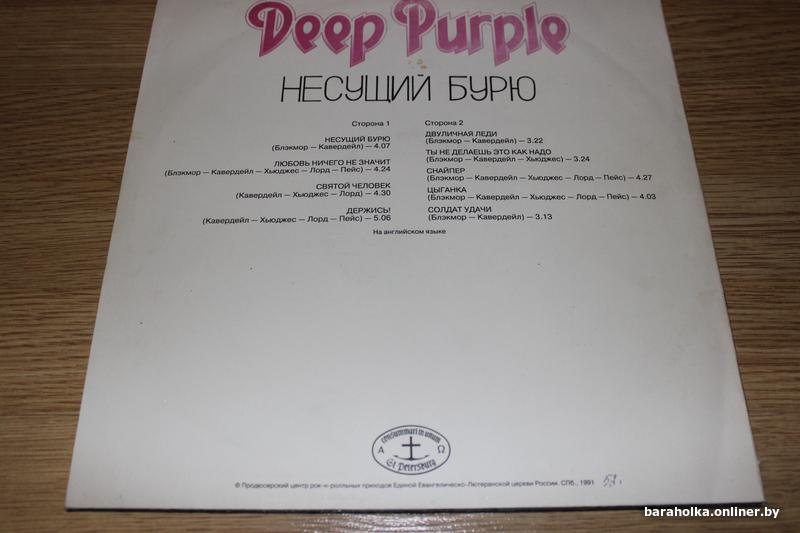 Deep Purple
НЕСУЩИЙ БУРЮ
Сторона 1
НЕСУЩИЙ БУРЮ
(Блэкмор — Кавердейл) — 4.07
ЛЮБОВЬ НИЧЕГО НЕ ЗНАЧИТ
(Блэкмор — Кавердейл — Хьюджес — Лорд — Пейс) — 4.24
СВЯТОЙ ЧЕЛОВЕК
(Кавердейл — Хьюджес — Лорд) — 4.30
ДЕРЖИСЬ!
(Кавердейл — Хьюджес — Лорд — Пейс) — 5.06
Сторона 2
ДВУЛИЧНАЯ ЛЕДИ
(Блэкмор — Кавердейл) — 3.22
ТЫ НЕ ДЕЛАЕШЬ ЭТО КАК НАДО
(Блэкмор — Кавердейл — Хьюджес) — 3.24
СНАЙПЕР
(Блэкмор — Кавердейл — Хьюджес — Лорд — Пейс) — 4.27
ЦЫГАНКА
(Блэкмор — Кавердейл — Хьюджес — Лорд — Пейс) — 4.03
СОЛДАТ УДАЧИ
(Блэкмор — Кавердейл) — 3.13
На английском языке
consummati in unum
Α Ω
St. Petersburg
© Продюсерский центр рок-н-ролльных приходов Единой Евангелическо-Лютеранской церкви России. СПб., 1991
baraholka.onliner.by